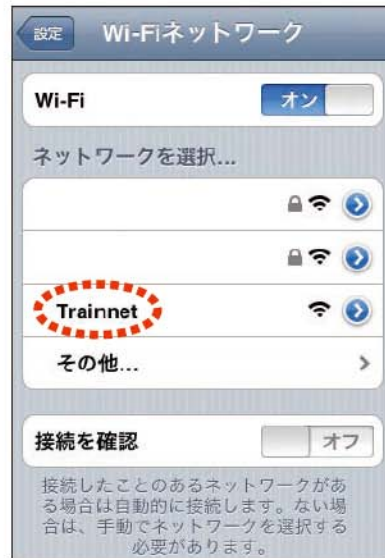 設定
Wi-Fiネットワーク
Wi-Fi
オン
ネットワークを選択...
Trainnet
その他...
接続を確認
オフ
接続したことのあるネットワークがあ
る場合は自動的に接続します。ない場
合は、手動でネットワークを選択する
必要があります。